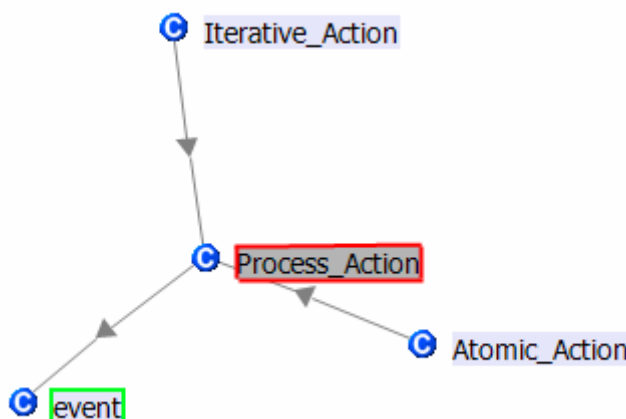 C Iterative_Action
C Process_Action
C Atomic_Action
C event